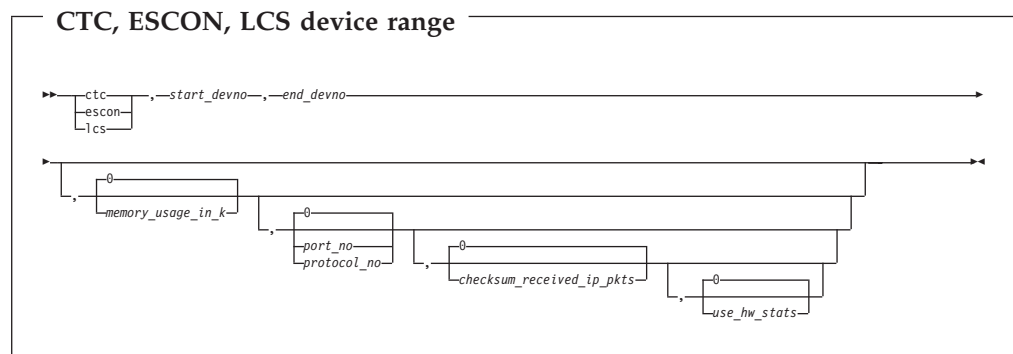 CTC, ESCON, LCS device range
ctc , start_devno , end_devno
escon
lcs
0
, memory_usage_in_k
0
, port_no
protocol_no
0
, checksum_received_ip_pkts
0
, use_hw_stats